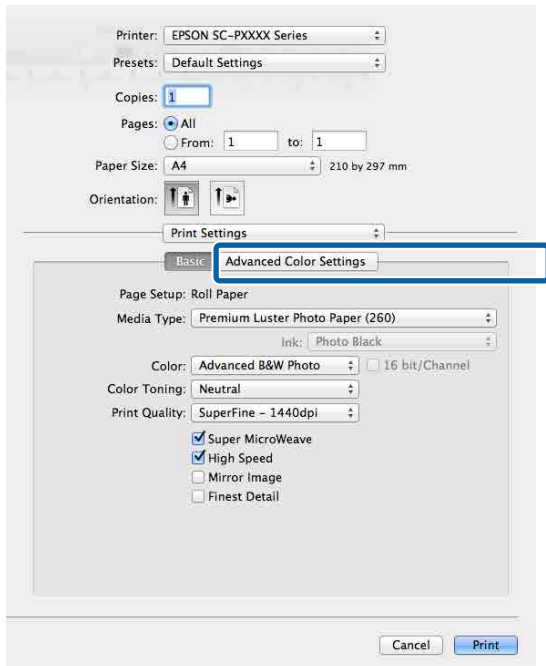 Printer: EPSON SC-PXXXX Series
Presets: Default Settings
Copies: 1
Pages: All
From: 1 to: 1
Paper Size: A4 210 by 297 mm
Orientation:
Print Settings
Basic Advanced Color Settings
Page Setup: Roll Paper
Media Type: Premium Luster Photo Paper (260)
Ink: Photo Black
Color: Advanced B&W Photo 16 bit/Channel
Color Toning: Neutral
Print Quality: SuperFine - 1440dpi
Super MicroWeave
High Speed
Mirror Image
Finest Detail
Cancel Print